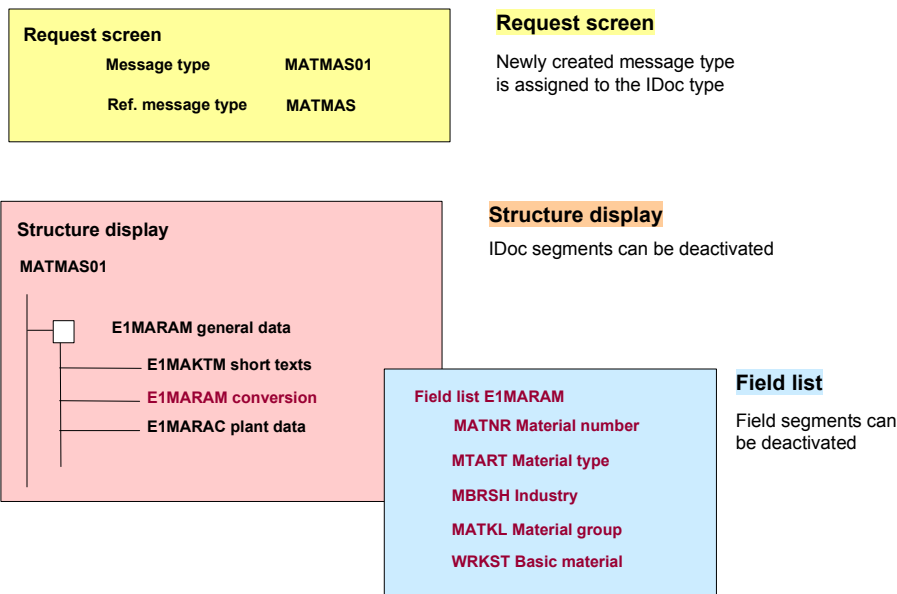 Request screen
Message type MATMAS01
Ref. message type MATMAS
Request screen
Newly created message type
is assigned to the IDoc type
Structure display
MATMAS01
E1MARAM general data
E1MAKTM short texts
E1MARAM conversion
E1MARAC plant data
Structure display
IDoc segments can be deactivated
Field list E1MARAM
MATNR Material number
MTART Material type
MBRSH Industry
MATKL Material group
WRKST Basic material
Field list
Field segments can
be deactivated